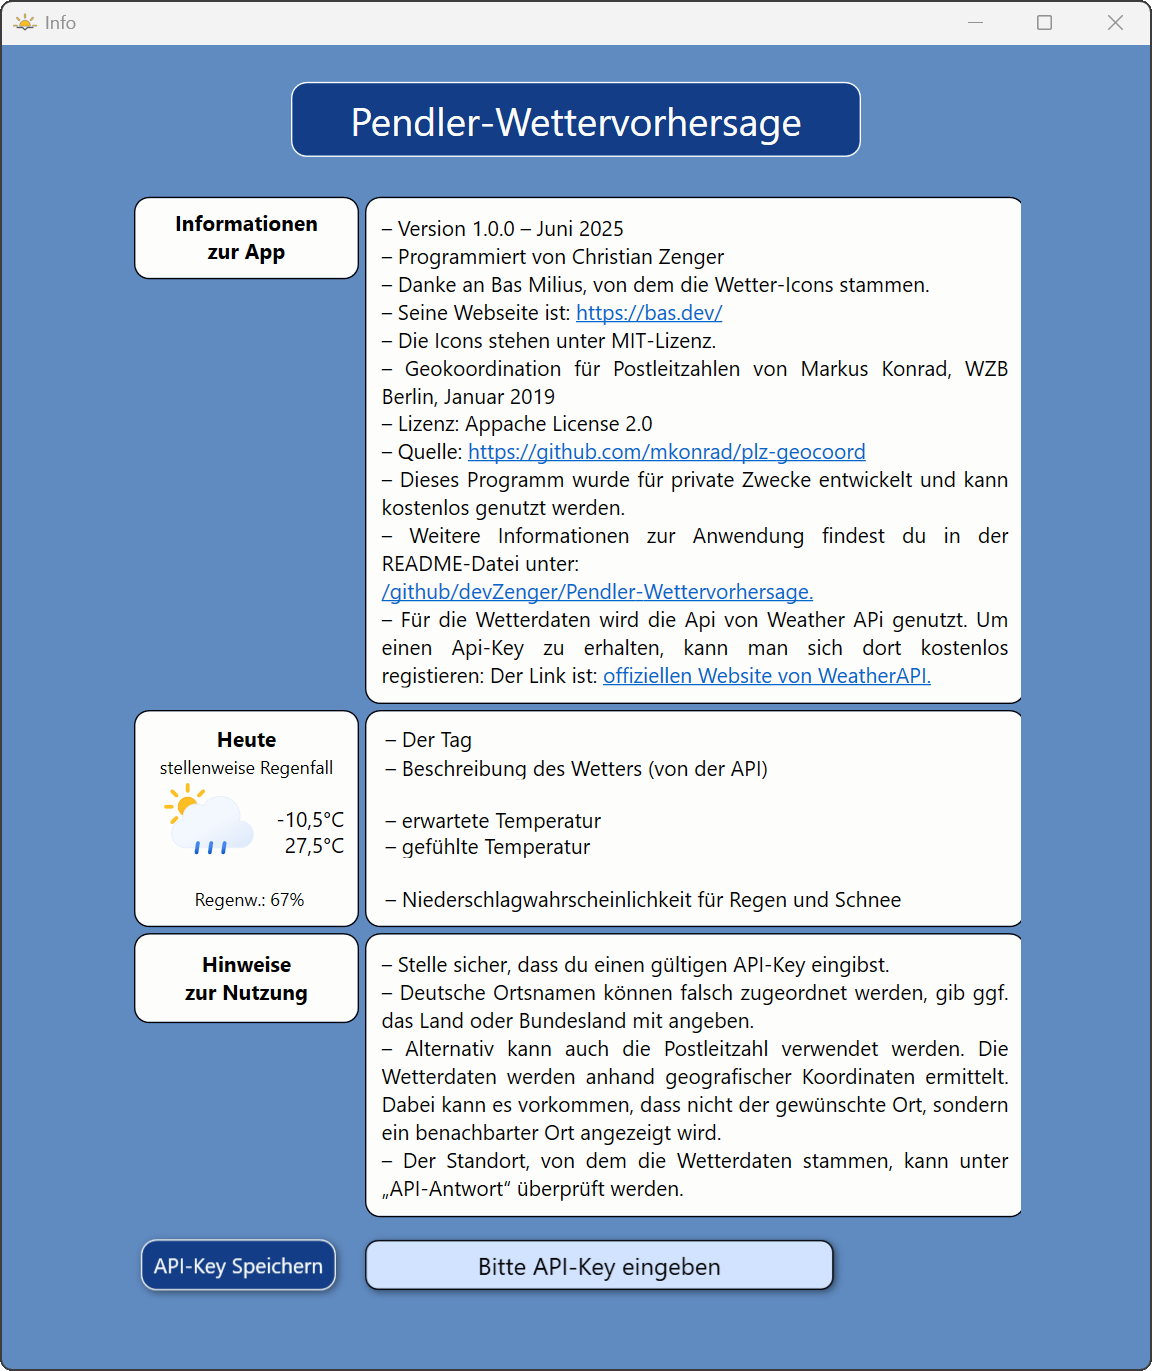 Info
Pendler-Wettervorhersage
Informationen
zur App
– Version 1.0.0 – Juni 2025
– Programmiert von Christian Zenger
– Danke an Bas Milius, von dem die Wetter-Icons stammen.
– Seine Webseite ist: https://bas.dev/
– Die Icons stehen unter MIT-Lizenz.
– Geokoordination für Postleitzahlen von Markus Konrad, WZB
Berlin, Januar 2019
– Lizenz: Appache License 2.0
– Quelle: https://github.com/mkonrad/plz-geocoord
– Dieses Programm wurde für private Zwecke entwickelt und kann
kostenlos genutzt werden.
– Weitere Informationen zur Anwendung findest du in der
README-Datei unter:
/github/devZenger/Pendler-Wettervorhersage.
– Für die Wetterdaten wird die Api von Weather APi genutzt. Um
einen Api-Key zu erhalten, kann man sich dort kostenlos
registieren: Der Link ist: offiziellen Website von WeatherAPI.
Heute
stellenweise Regenfall
-10,5°C
27,5°C
Regenw.: 67%
– Der Tag
– Beschreibung des Wetters (von der API)
– erwartete Temperatur
– gefühlte Temperatur
– Niederschlagwahrscheinlichkeit für Regen und Schnee
Hinweise
zur Nutzung
– Stelle sicher, dass du einen gültigen API-Key eingibst.
– Deutsche Ortsnamen können falsch zugeordnet werden, gib ggf.
das Land oder Bundesland mit angeben.
– Alternativ kann auch die Postleitzahl verwendet werden. Die
Wetterdaten werden anhand geografischer Koordinaten ermittelt.
Dabei kann es vorkommen, dass nicht der gewünschte Ort, sondern
ein benachbarter Ort angezeigt wird.
– Der Standort, von dem die Wetterdaten stammen, kann unter
„API-Antwort“ überprüft werden.
API-Key Speichern
Bitte API-Key eingeben